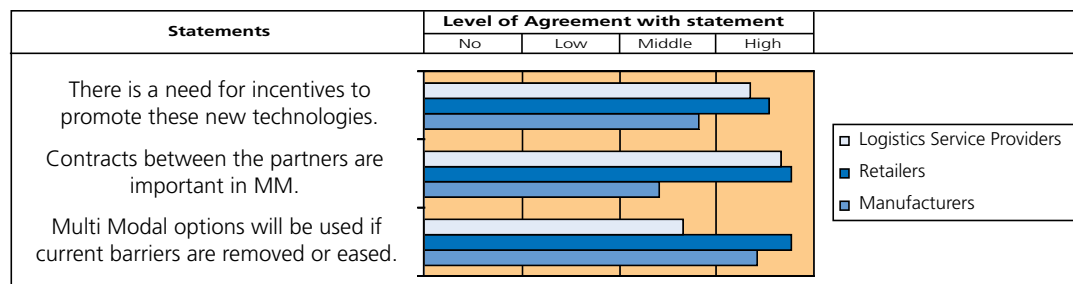 Statements
Level of Agreement with statement
No Low Middle High
There is a need for incentives to
promote these new technologies.
Contracts between the partners are
important in MM.
Multi Modal options will be used if
current barriers are removed or eased.
Logistics Service Providers
Retailers
Manufacturers